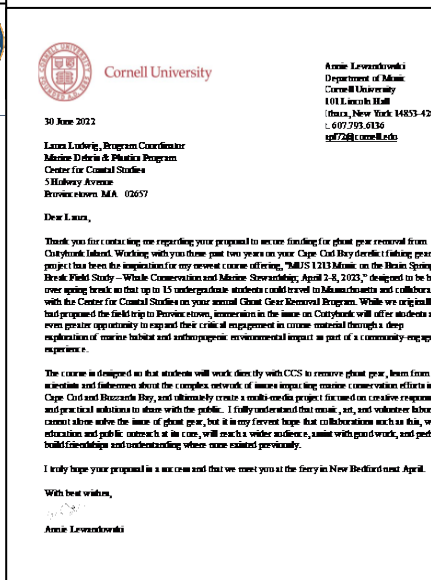 Cornell University
Annie Lewandowski
Department of Music
Cornell University
101 Lincoln Hall
Ithaca, New York 14853-42
t. 607.793.6136
apl72@cornell.edu
30 June 2022
Laura Ludwig, Program Coordinator
Marine Debris & Plastics Program
Center for Coastal Studies
5 Holway Avenue
Provincetown MA 02657
Dear Laura,
Thank you for contacting me regarding your proposal to secure funding for ghost gear removal from
Cuttyhunk Island. Working with you these past two years on your Cape Cod Bay derelict fishing gear
project has been the inspiration for my newest course offering, "MUS 1213 Music on the Brain Spring
Break Field Study – Whale Conservation and Marine Stewardship; April 2-8, 2023," designed to be h
over spring break so that up to 15 undergraduate students could travel to Massachusetts and collabora
with the Center for Coastal Studies on your annual Ghost Gear Removal Program. While we originall
had proposed the field trip to Provincetown, immersion in the issue on Cuttyhunk will offer students a
even greater opportunity to expand their critical engagement in course material through a deep
exploration of marine habitat and anthropogenic environmental impact as part of a community-engag
experience.
The course is designed so that students will work directly with CCS to remove ghost gear, learn from
scientists and fishermen about the complex network of issues impacting marine conservation efforts in
Cape Cod and Buzzards Bay, and ultimately create a multi-media project focused on creative respons
and practical solutions to share with the public. I fully understand that music, art, and volunteer labor
cannot alone solve the issue of ghost gear, but it is my fervent hope that collaborations such as this, w
education and public outreach at its core, will reach a wider audience, assist with good work, and perh
build friendships and understanding where none existed previously.
I truly hope your proposal is a success and that we meet you at the ferry in New Bedford next April.
With best wishes,
Annie Lewandowski